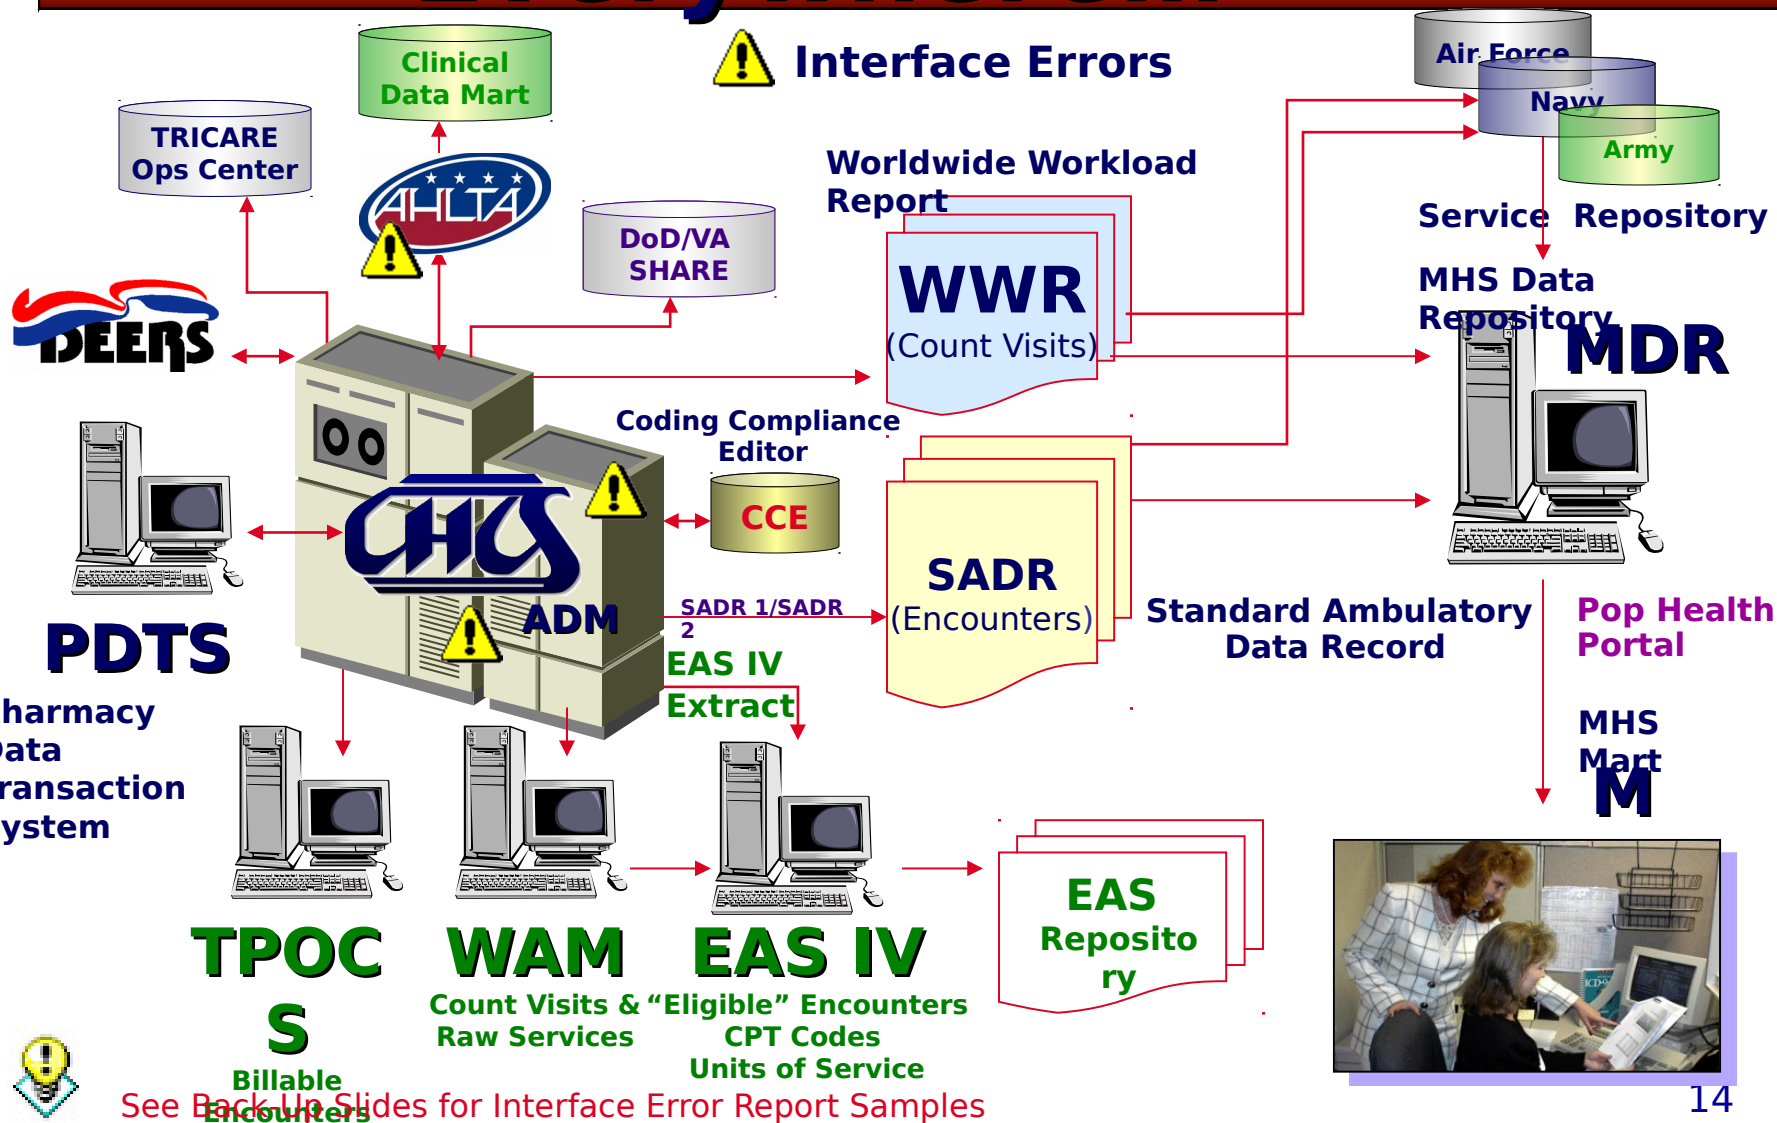 Clinical
Data Mart
Interface Errors
Air Force
Navy
Army
TRICARE
Ops Center
AHLTA
Worldwide Workload
Report
DoD/VA
SHARE
Service Repository
MHS Data
Repository
MDR
DEERS
WWR
(Count Visits)
Coding Compliance
Editor
CCE
CHCS
ADM
SADR
(Encounters)
SADR 1/SADR
2
Standard Ambulatory
Data Record
Pop Health
Portal
PDTS
harmacy
Data
ransaction
ystem
EAS IV
Extract
MHS
Mart
M
TPOC
S
Billable
Encounters
WAM
Count Visits &
Raw Services
EAS IV
“Eligible” Encounters
CPT Codes
Units of Service
EAS
Reposito
ry
See Back-Up Slides for Interface Error Report Samples
14